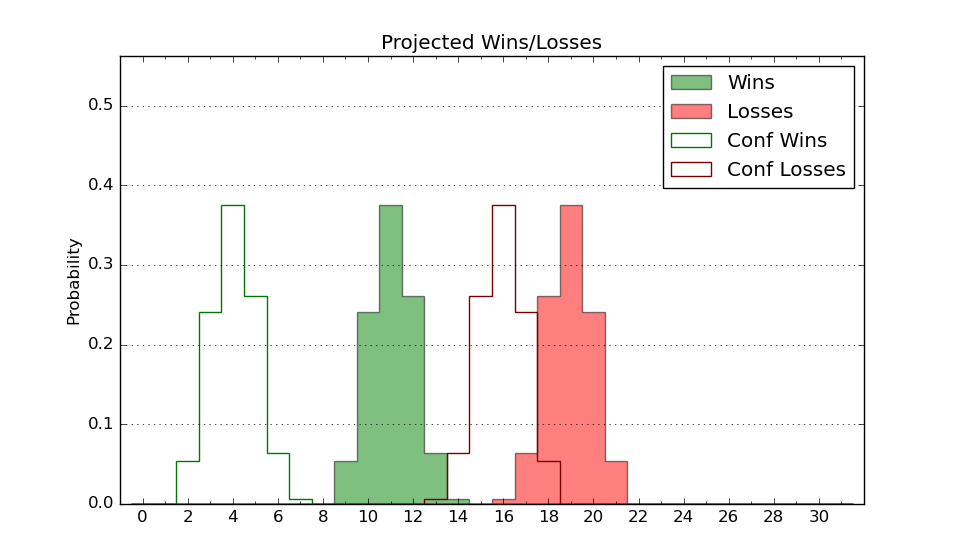 Projected Wins/Losses
Wins
Losses
Conf Wins
Conf Losses
Probability
0.5
0.4
0.3
0.2
0.1
0.0
0 2 4 6 8 10 12 14 16 18 20 22 24 26 28 30